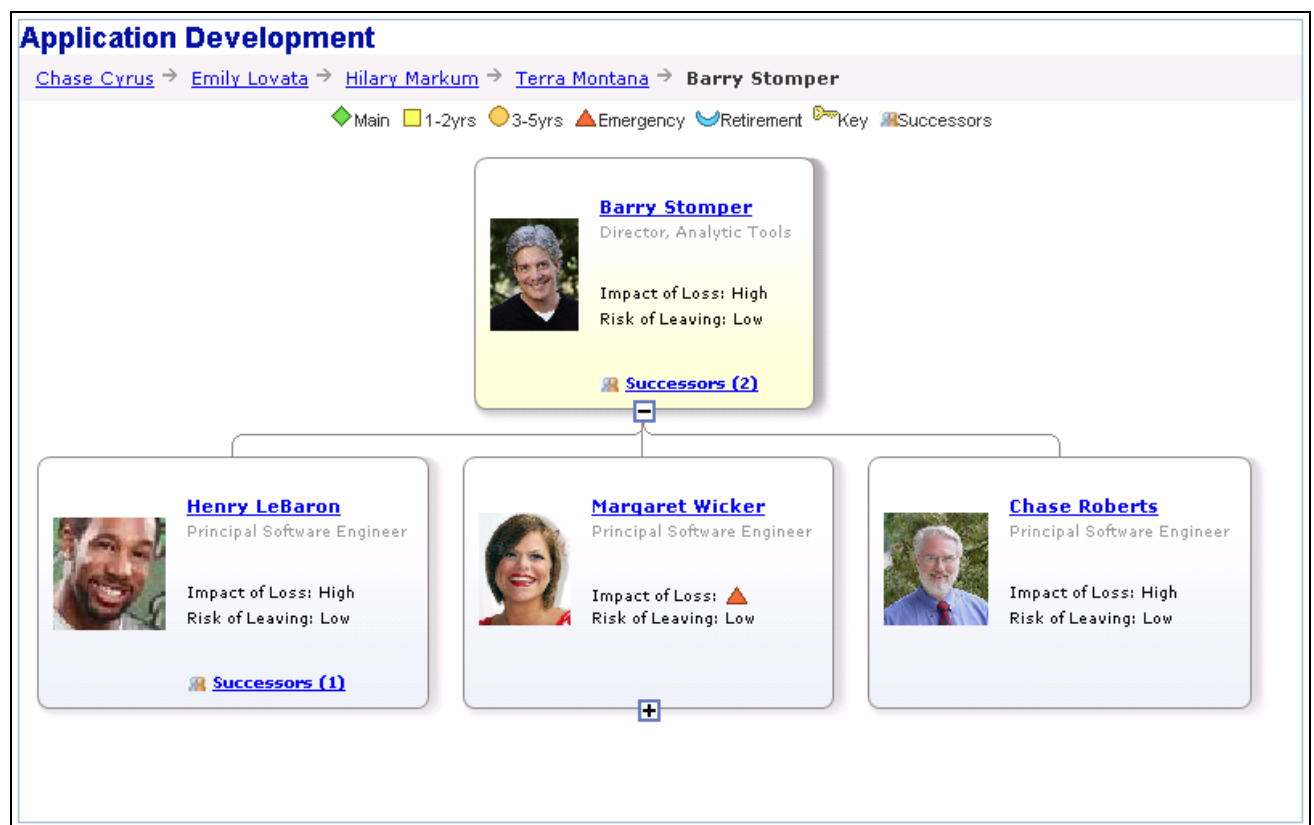 Application Development
Chase Cyrus Emily Lovata Hilary Markum Terra Montana Barry Stomper
Main 1-2yrs 3-5yrs Emergency Retirement Key Successors
Barry Stomper
Director, Analytic Tools
Impact of Loss: High
Risk of Leaving: Low
Successors (2)
Henry LeBaron
Principal Software Engineer
Impact of Loss: High
Risk of Leaving: Low
Successors (1)
Margaret Wicker
Principal Software Engineer
Impact of Loss:
Risk of Leaving: Low
Chase Roberts
Principal Software Engineer
Impact of Loss: High
Risk of Leaving: Low